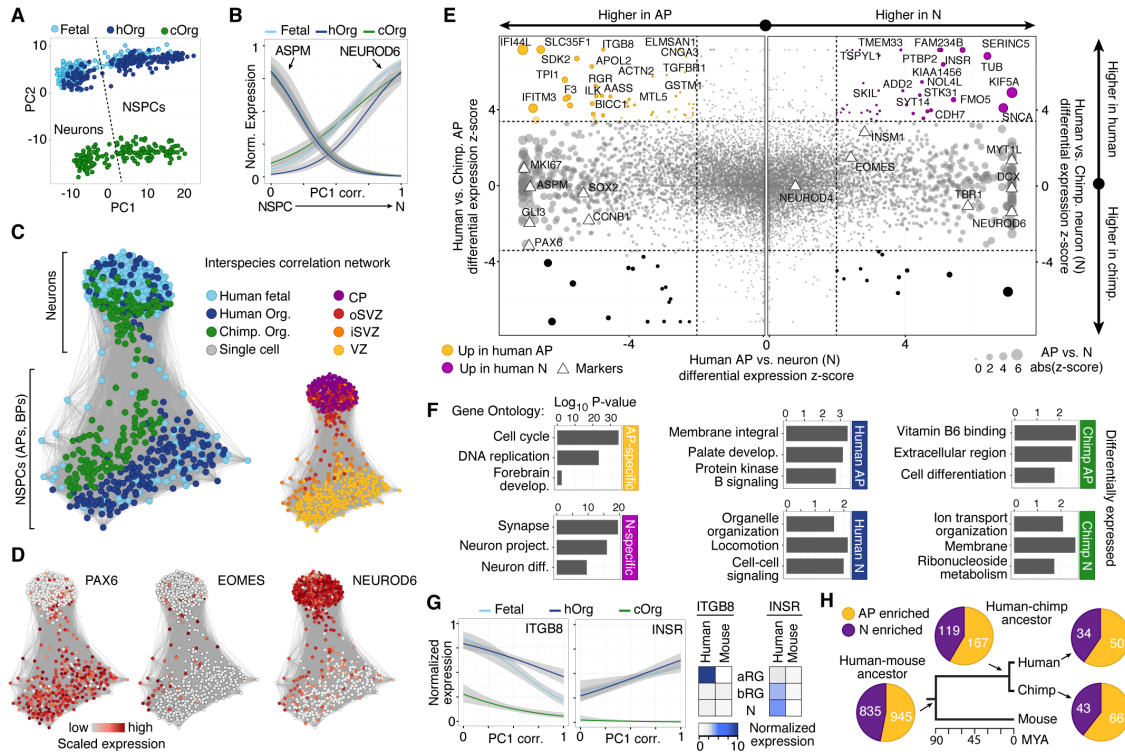 A
Fetal hOrg cOrg
10
PC2
-10
NSPCs
Neurons
-10 0 10 20
PC1
B
Fetal hOrg cOrg
1
ASPM NEUROD6
Norm. Expression
0
0 PC1 corr. 1
NSPC N
C
Neurons
NSPCs (APs, BPs)
Interspecies correlation network
Human fetal
Human Org.
Chimp. Org.
Single cell
CP
oSVZ
iSVZ
VZ
D
PAX6
EOMES
NEUROD6
low high
Scaled expression
E
Higher in AP
Higher in N
Human vs. Chimp. AP
differential expression z-score
4
0
-4
IFI44L
SLC35F1
ITGB8
ELMSAN1
CNGA3
SDK2
APOL2
ACTN2
TGFBR1
TPI1
RGR
F3
ILK
AASS
GSTM1
IFITM3
BICC1
MTL5
TMEM33
FAM234B
SERINC5
TSPYL1
PTBP2
INSR
TUB
KIAA1456
ADD2
NOL4L
KIF5A
SKIL
STK31
SYT14
FMO5
CDH7
SNCA
INSM1
MKI67
EOMES
MYT1L
ASPM
SOX2
NEUROD4
DCX
TBR1
GLI3
CCNB1
NEUROD6
PAX6
4
0
-4
Human vs. Chimp. neuron (N)
differential expression z-score
Higher in human
Higher in chimp.
-4 0 4
Human AP vs. neuron (N)
differential expression z-score
Up in human AP
Up in human N
Markers
0 2 4 6
AP vs. N
abs(z-score)
F
Gene Ontology:
Log10 P-value
0 10 20 30
Cell cycle
DNA replication
Forebrain
develop.
AP-specific
0 10 20
Synapse
Neuron project.
Neuron diff.
N-specific
0 1 2 3
Membrane integral
Palate develop.
Protein kinase
B signaling
Human AP
0 1 2
Organelle
organization
Locomotion
Cell-cell
signaling
Human N
0 1 2
Vitamin B6 binding
Extracellular region
Cell differentiation
Chimp AP
0 1 2
Ion transport
organization
Membrane
Ribonucleoside
metabolism
Chimp N
Differentially expressed
G
Fetal hOrg cOrg
Normalized
expression
1
0
ITGB8
INSR
0 PC1 corr. 1
0 PC1 corr. 1
ITGB8
INSR
Human
Mouse
Human
Mouse
aRG
bRG
N
0 10
Normalized
expression
H
AP enriched
N enriched
Human-chimp
ancestor
119
167
34
50
Human-mouse
ancestor
835
945
Human
Chimp
Mouse
43
66
90 45 0 MYA